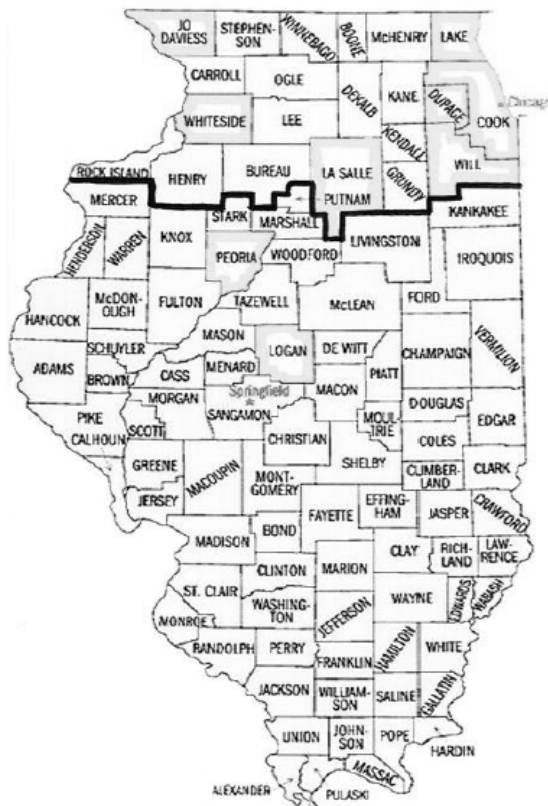 JO
DAVIESS
STEPHEN-
SON
WINNEBAGO
BOONE
McHENRY
LAKE
CARROLL
OGLE
DEKALB
KANE
DUPAGE
COOK
Chicago
WHITESIDE
LEE
KENDALL
WILL
ROCK ISLAND
HENRY
BUREAU
LA SALLE
GRUNDY
PUTNAM
MERCER
STARK
MARSHALL
KANKAKEE
HENDERSON
WARREN
KNOX
PEORIA
WOODFORD
LIVINGSTON
IROQUOIS
FORD
HANCOCK
McDON-
OUGH
FULTON
TAZEWELL
McLEAN
MASON
SCHUYLER
LOGAN
DE WITT
CHAMPAIGN
VERMILION
ADAMS
BROWN
CASS
MENARD
PIATT
MACON
Springfield
MORGAN
SANGAMON
PIKE
SCOTT
CHRISTIAN
MOUL-
TRIE
DOUGLAS
EDGAR
COLES
CALHOUN
GREENE
MACOUPIN
MONT-
GOMERY
SHELBY
CUMBER-
LAND
CLARK
JERSEY
FAYETTE
EFFING-
HAM
JASPER
CRAWFORD
MADISON
BOND
CLAY
RICH-
LAND
LAW-
RENCE
CLINTON
MARION
ST. CLAIR
WASHING-
TON
WAYNE
EDWARDS
WABASH
MONROE
JEFFERSON
RANDOLPH
PERRY
HAMILTON
WHITE
FRANKLIN
JACKSON
WILLIAM-
SON
SALINE
GALLATIN
UNION
JOHN-
SON
POPE
HARDIN
MASSAC
ALEXANDER
PULASKI